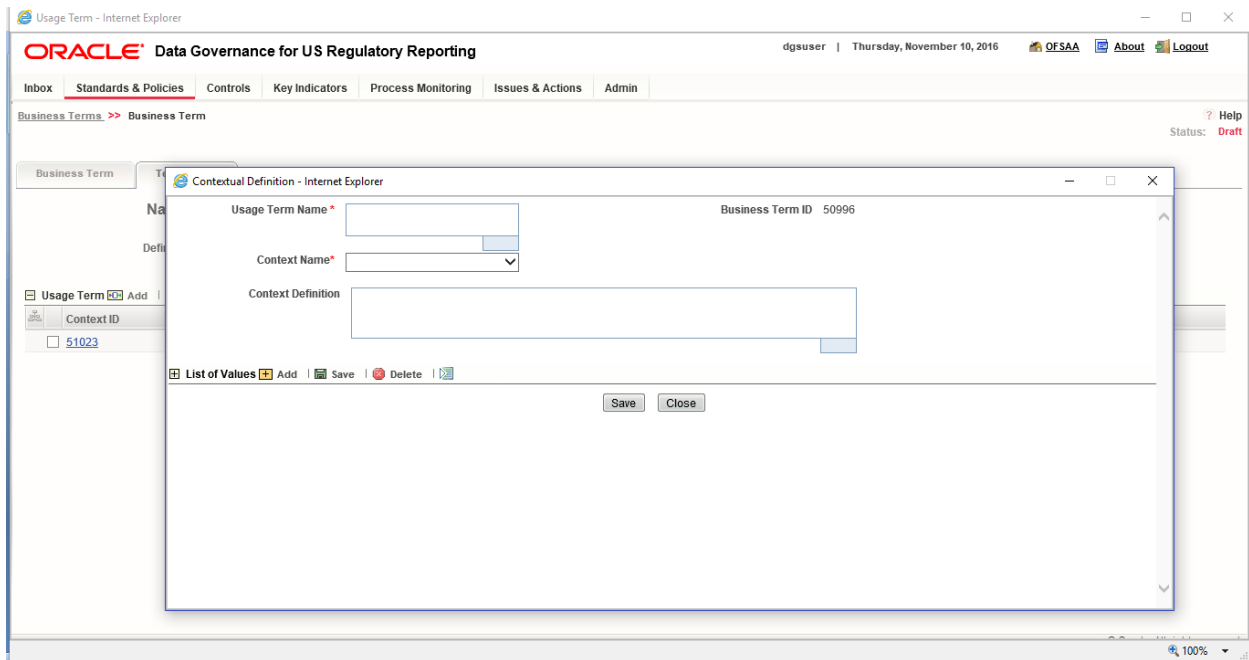 Usage Term - Internet Explorer
ORACLE® Data Governance for US Regulatory Reporting
dgsuser | Thursday, November 10, 2016 OFSAA About Logout
Inbox Standards & Policies Controls Key Indicators Process Monitoring Issues & Actions Admin
Business Terms >> Business Term ? Help
Status: Draft
Business Term
Contextual Definition - Internet Explorer
Usage Term Name *
Business Term ID 50996
Context Name*
Context Definition
Usage Term Add
Context ID
51023
List of Values Add | Save | Delete |
Save Close
100%